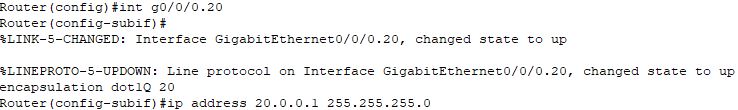 Router(config)#int g0/0/0.20
Router(config-subif)#
%LINK-5-CHANGED: Interface GigabitEthernet0/0/0.20, changed state to up
%LINEPROTO-5-UPDOWN: Line protocol on Interface GigabitEthernet0/0/0.20, changed state to up
encapsulation dot1Q 20
Router(config-subif)#ip address 20.0.0.1 255.255.255.0